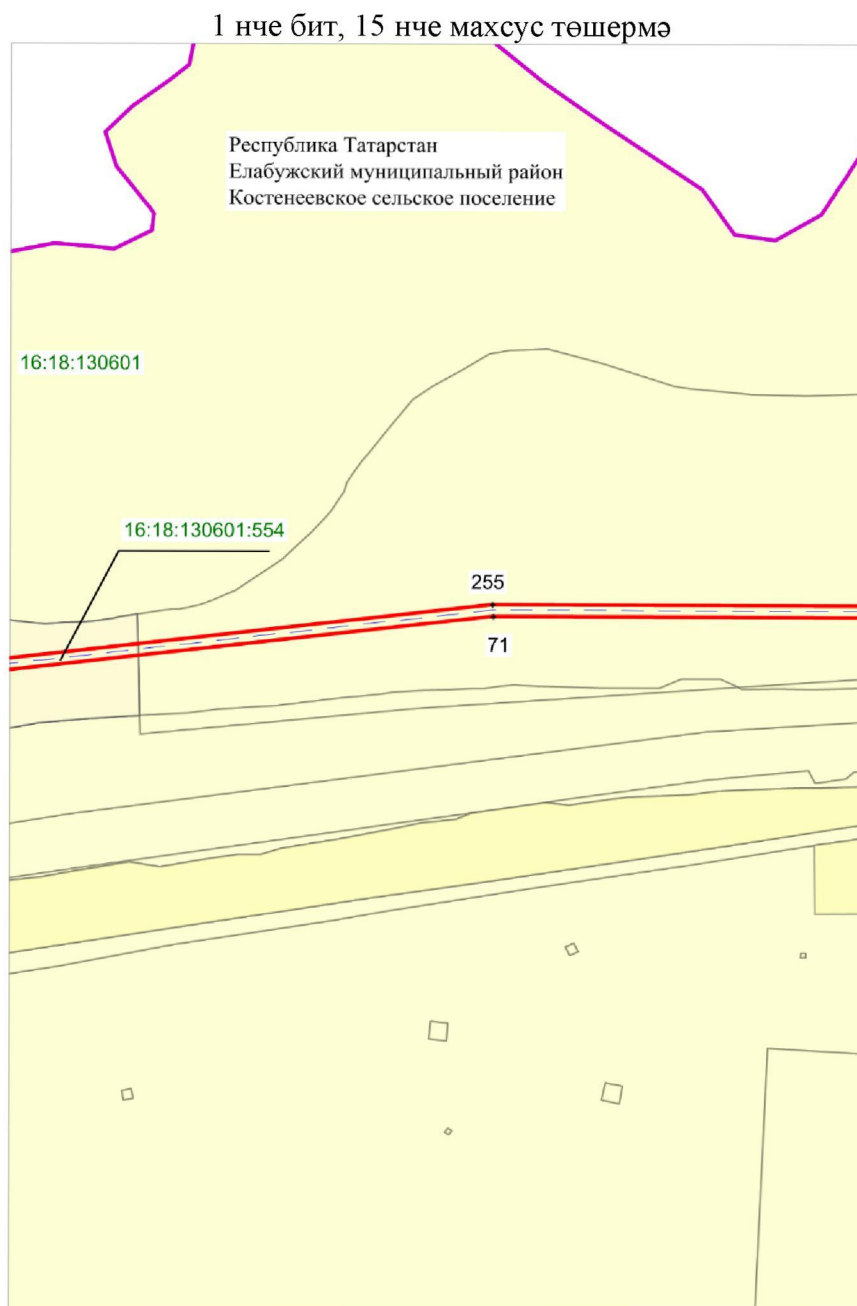 1 нче бит, 15 нче махсус төшермә
Республика Татарстан
Елабужский муниципальный район
Костенеевское сельское поселение
16:18:130601
16:18:130601:554
255
71